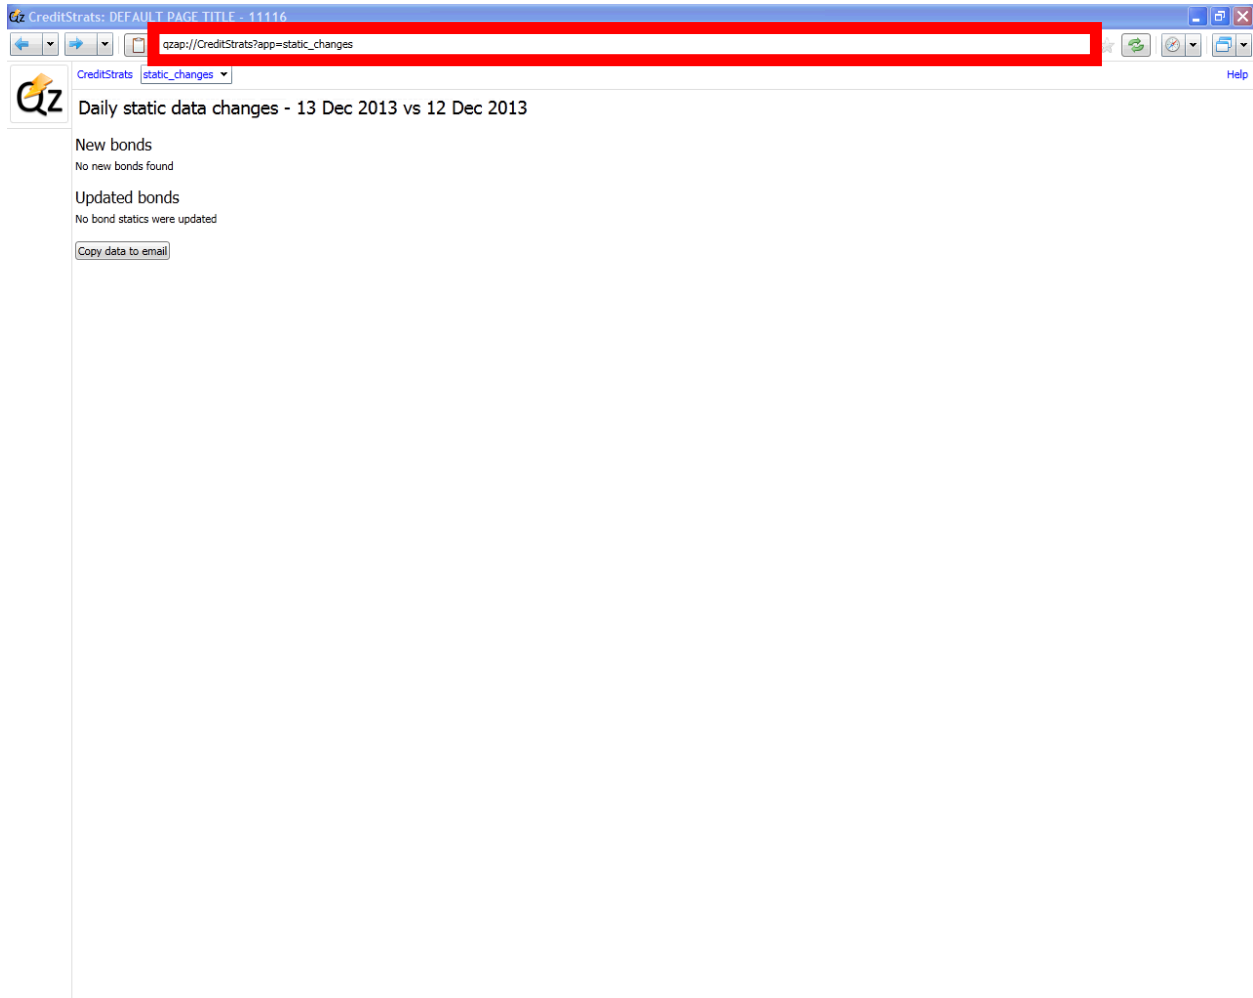 Qz CreditStrats: DEFAULT PAGE TITLE - 11116
qzap://CreditStrats?app=static_changes
Qz CreditStrats static_changes Help
Daily static data changes - 13 Dec 2013 vs 12 Dec 2013
New bonds
No new bonds found
Updated bonds
No bond statics were updated
Copy data to email